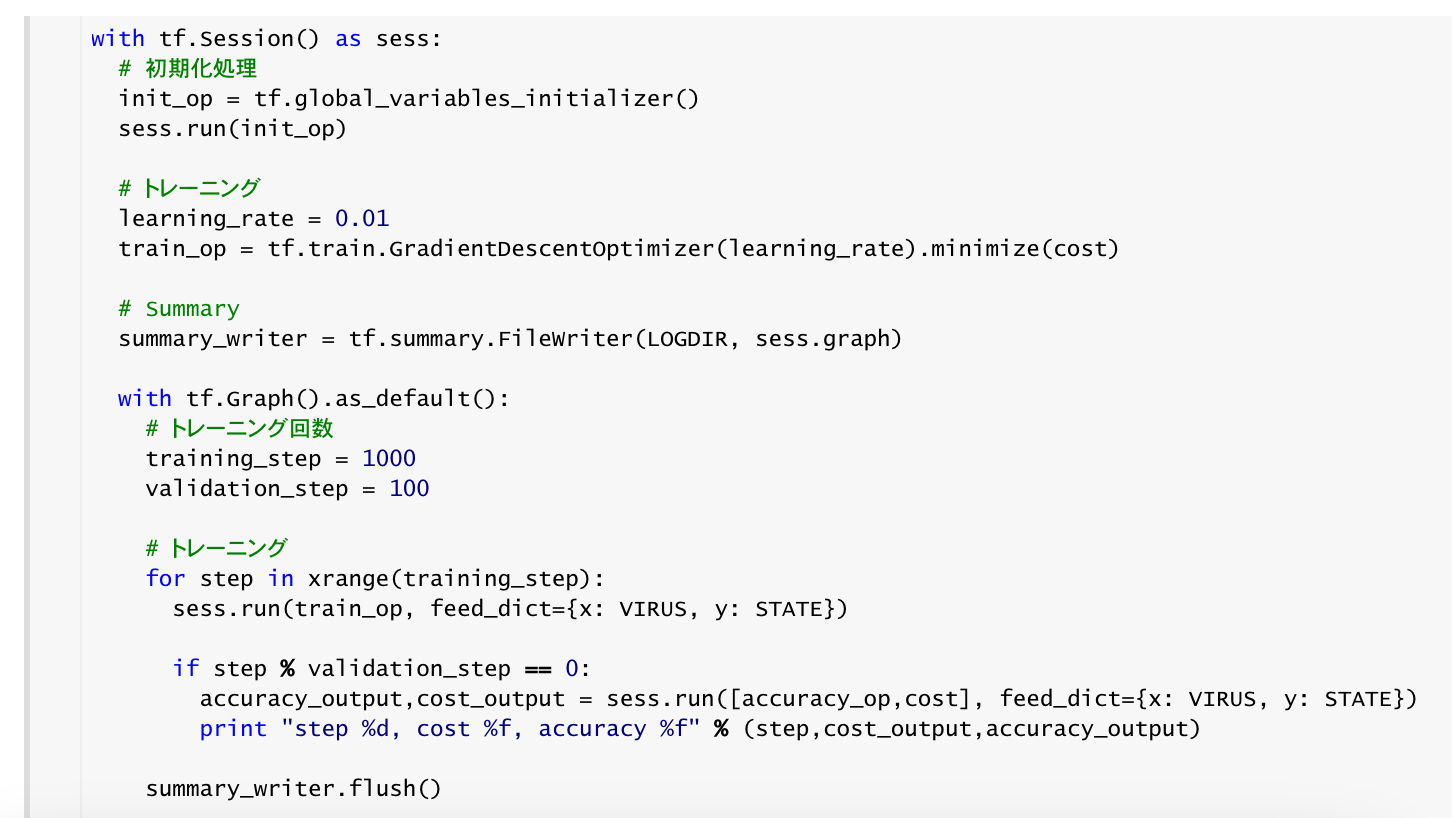 with tf.Session() as sess:
# 初期化処理
init_op = tf.global_variables_initializer()
sess.run(init_op)
# トレーニング
learning_rate = 0.01
train_op = tf.train.GradientDescentOptimizer(learning_rate).minimize(cost)
# Summary
summary_writer = tf.summary.FileWriter(LOGDIR, sess.graph)
with tf.Graph().as_default():
# トレーニング回数
training_step = 1000
validation_step = 100
# トレーニング
for step in xrange(training_step):
sess.run(train_op, feed_dict={x: VIRUS, y: STATE})
if step % validation_step == 0:
accuracy_output,cost_output = sess.run([accuracy_op,cost], feed_dict={x: VIRUS, y: STATE})
print "step %d, cost %f, accuracy %f" % (step,cost_output,accuracy_output)
summary_writer.flush()